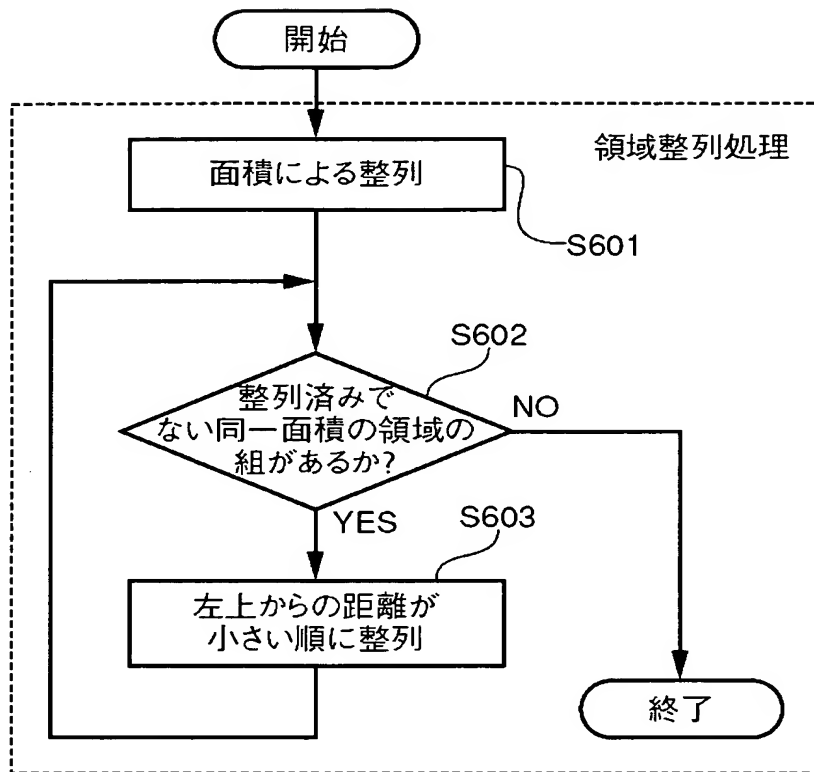 開始
領域整列処理
面積による整列
S601
S602
整列済みで
ない同一面積の領域の
組があるか?
NO
YES
S603
左上からの距離が
小さい順に整列
終了